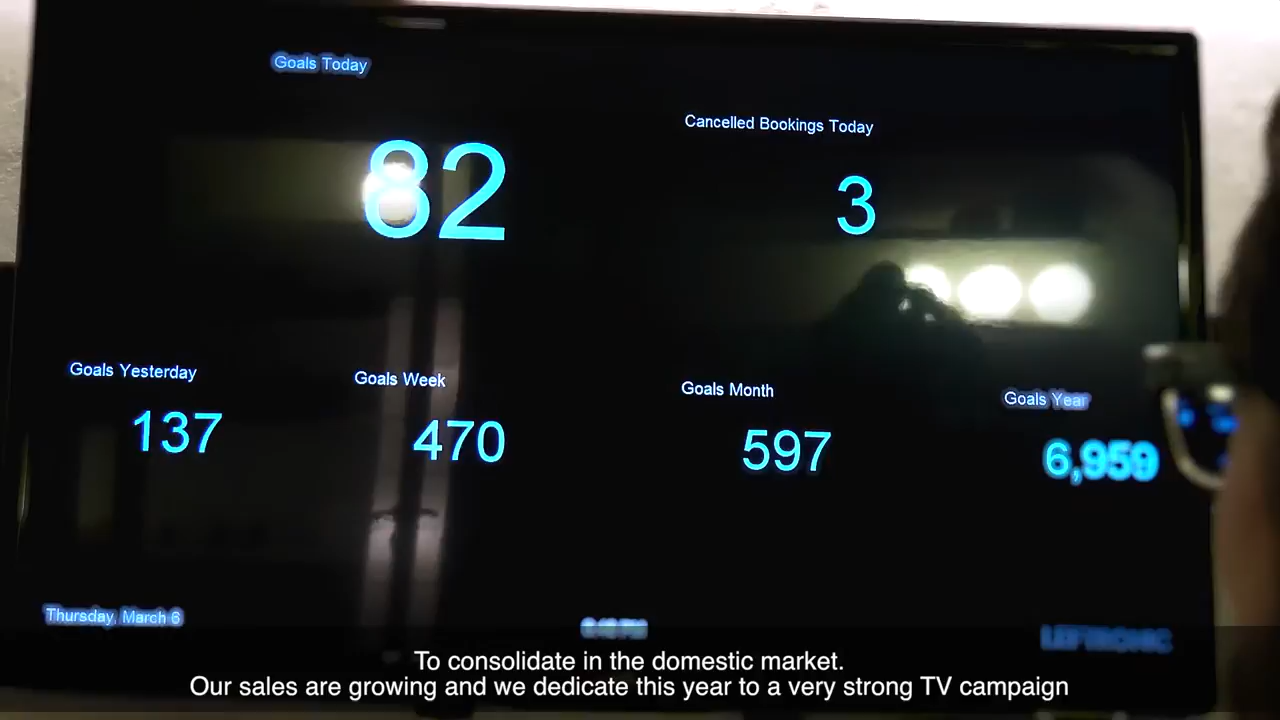 Goals Today
82
Cancelled Bookings Today
3
Goals Yesterday
137
Goals Week
470
Goals Month
597
Goals Year
6,959
Thursday, March 6
LEFTRONIC
To consolidate in the domestic market.
Our sales are growing and we dedicate this year to a very strong TV campaign